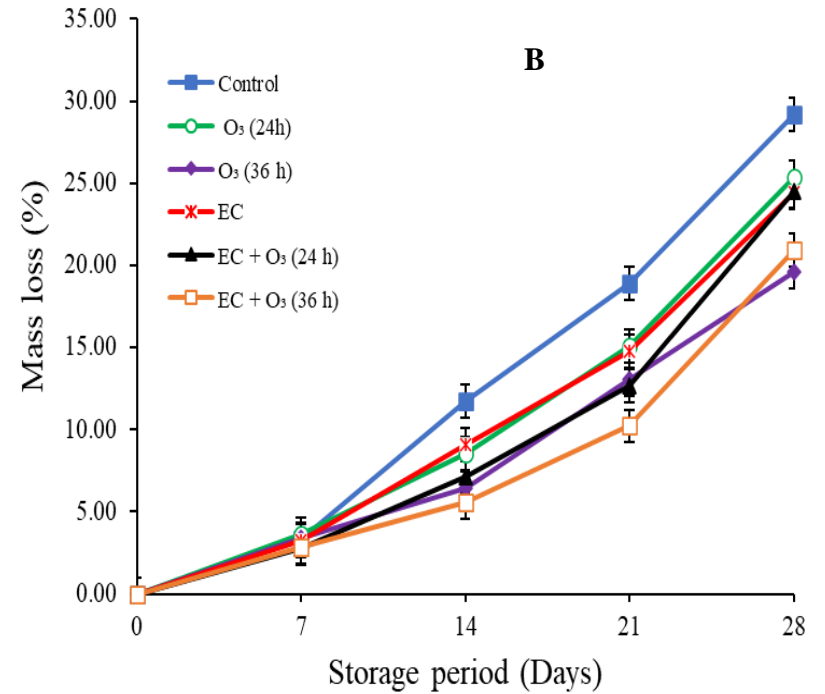 35.00
30.00
25.00
20.00
15.00
10.00
5.00
0.00
Mass loss (%)
B
Control
O₃ (24h)
O₃ (36 h)
EC
EC + O₃ (24 h)
EC + O₃ (36 h)
0 7 14 21 28
Storage period (Days)